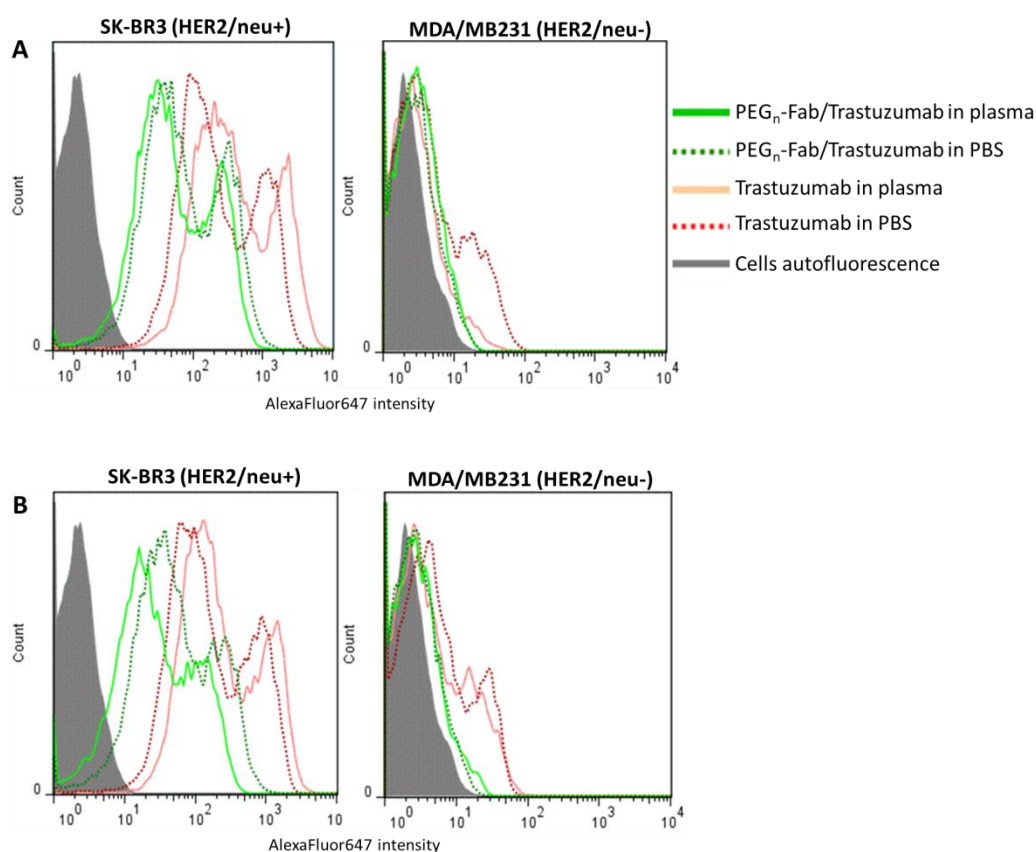 A
SK-BR3 (HER2/neu+)
MDA/MB231 (HER2/neu-)
Count
0
10⁰ 10¹ 10² 10³ 10
Count
0
10⁰ 10¹ 10² 10³ 10⁴
AlexaFluor647 intensity
PEGn-Fab/Trastuzumab in plasma
PEGn-Fab/Trastuzumab in PBS
Trastuzumab in plasma
Trastuzumab in PBS
Cells autofluorescence
B
SK-BR3 (HER2/neu+)
MDA/MB231 (HER2/neu-)
Count
0
10⁰ 10¹ 10² 10³ 10
Count
0
10⁰ 10¹ 10² 10³ 10⁴
AlexaFluor647 intensity